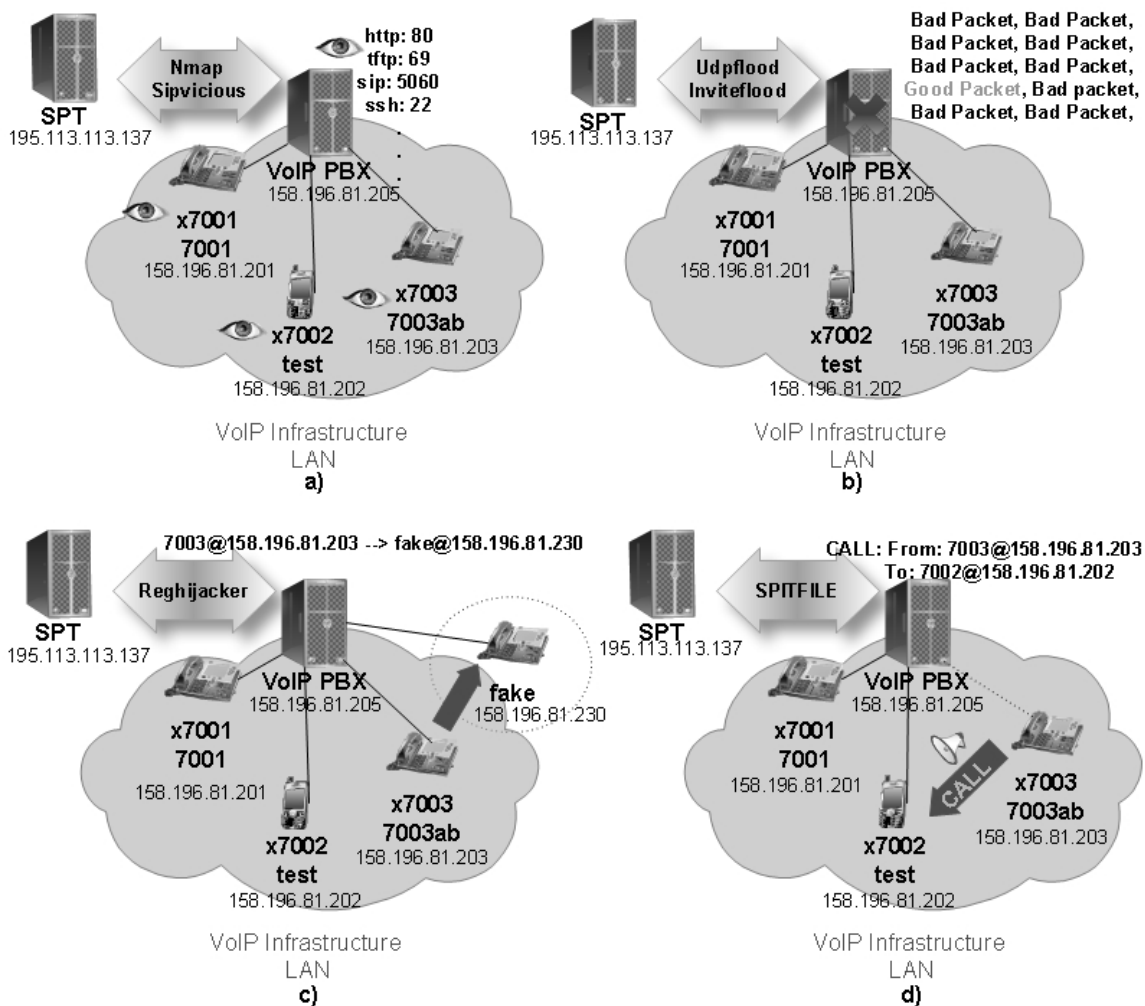 http: 80
tftp: 69
sip: 5060
ssh: 22
.
.
.
Nmap
Sipvicious
SPT
195.113.113.137
VoIP PBX
158.196.81.205
x7001
7001
158.196.81.201
x7003
7003ab
158.196.81.203
x7002
test
158.196.81.202
VoIP Infrastructure
LAN
a)
Bad Packet, Bad Packet,
Bad Packet, Bad Packet,
Bad Packet, Bad Packet,
Good Packet, Bad packet,
Bad Packet, Bad Packet,
Udpflood
Inviteflood
SPT
195.113.113.137
VoIP PBX
158.196.81.205
x7001
7001
158.196.81.201
x7003
7003ab
158.196.81.203
x7002
test
158.196.81.202
VoIP Infrastructure
LAN
b)
7003@158.196.81.203 --> fake@158.196.81.230
Reghijacker
SPT
195.113.113.137
VoIP PBX
158.196.81.205
fake
158.196.81.230
x7001
7001
158.196.81.201
x7003
7003ab
158.196.81.203
x7002
test
158.196.81.202
VoIP Infrastructure
LAN
c)
CALL: From: 7003@158.196.81.203
To: 7002@158.196.81.202
SPITFILE
SPT
195.113.113.137
VoIP PBX
158.196.81.205
x7001
7001
158.196.81.201
CALL
x7003
7003ab
158.196.81.203
x7002
test
158.196.81.202
VoIP Infrastructure
LAN
d)